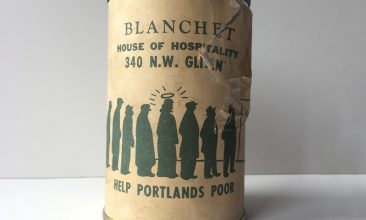 BLANCHET
HOUSE OF HOSPITALITY
340 N.W. GLISAN
HELP PORTLANDS POOR